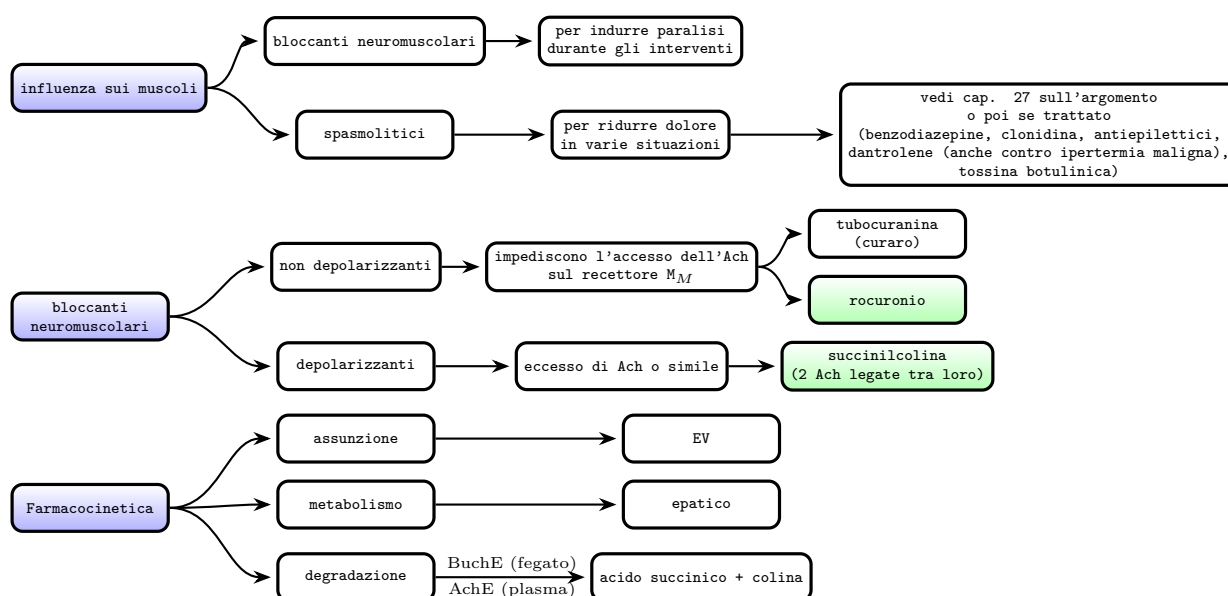 influenza sui muscoli
bloccanti neuromuscolari
per indurre paralisi
durante gli interventi
spasmolitici
per ridurre dolore
in varie situazioni
vedi cap. 27 sull'argomento
o poi se trattato
(benzodiazepine, clonidina, antiepilettici,
dantrolene (anche contro ipertermia maligna),
tossina botulinica)
bloccanti
neuromuscolari
non depolarizzanti
impediscono l'accesso dell'Ach
sul recettore M_M
tubocuranina
(curaro)
rocuronio
depolarizzanti
eccesso di Ach o simile
succinilcolina
(2 Ach legate tra loro)
Farmacocinetica
assunzione
EV
metabolismo
epatico
degradazione
BuchE (fegato)
AchE (plasma)
acido succinico + colina